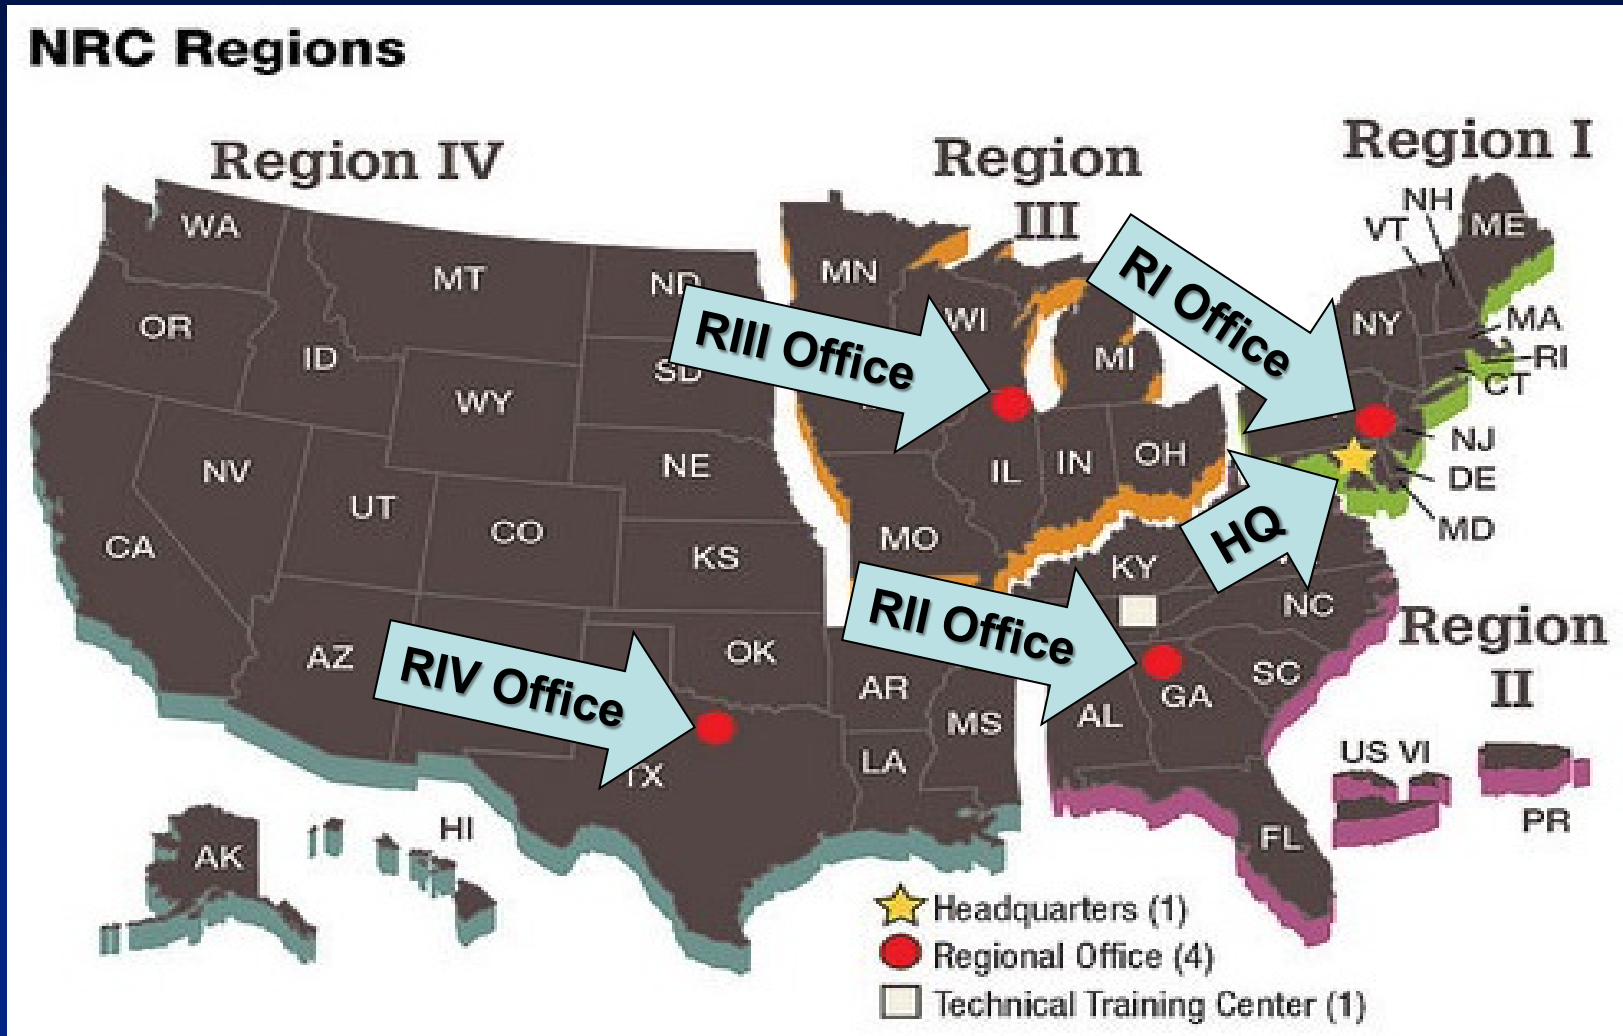 NRC Regions
Region IV
Region
III
Region I
NH
VT
ME
WA
MT
ND
MN
OR
ID
WI
RIII Office
RI Office
NY
MA
RI
CT
MI
SD
WY
NV
NE
IL
IN
OH
NJ
DE
MD
UT
CO
CA
KS
MO
KY
HQ
NC
Region
II
AZ
RIV Office
OK
AR
RII Office
SC
GA
AL
MS
LA
TX
US VI
PR
FL
HI
AK
Headquarters (1)
Regional Office (4)
Technical Training Center (1)